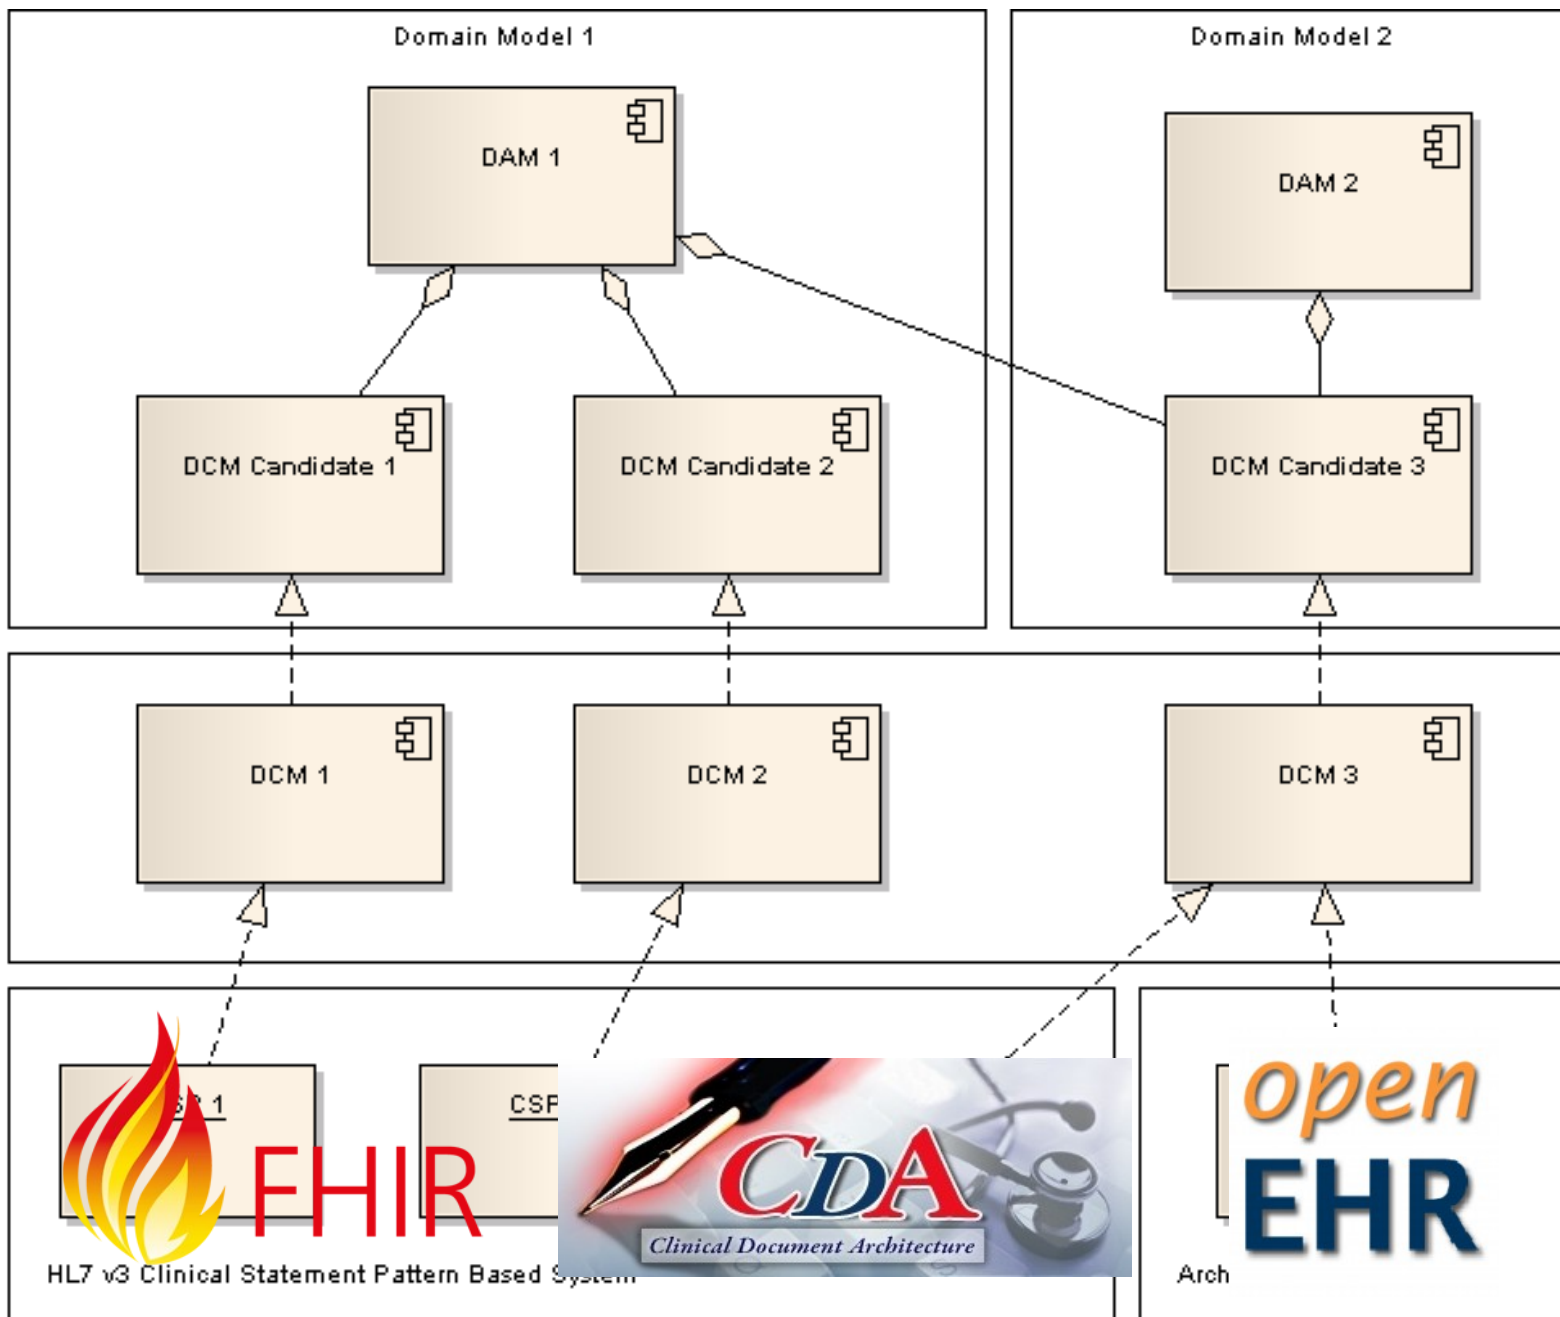 Domain Model 1
Domain Model 2
DAM 1
DAM 2
DCM Candidate 1
DCM Candidate 2
DCM Candidate 3
DCM 1
DCM 2
DCM 3
1
CSP
FHIR
CDA
Clinical Document Architecture
open
EHR
HL7 v3 Clinical Statement Pattern Based System
Arch